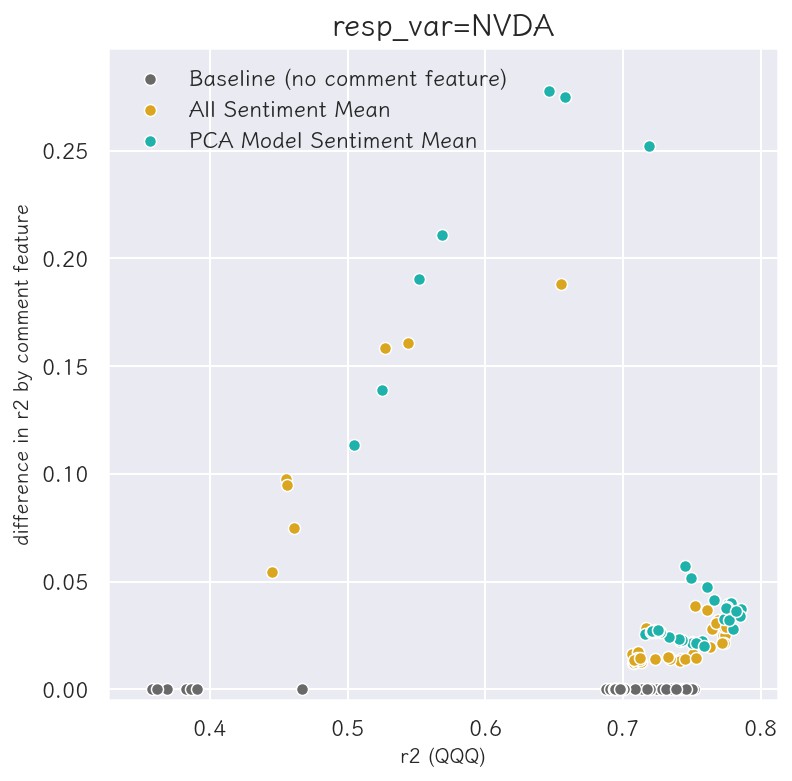 resp_var=NVDA
Baseline (no comment feature)
All Sentiment Mean
PCA Model Sentiment Mean
difference in r2 by comment feature
0.25
0.20
0.15
0.10
0.05
0.00
0.4 0.5 0.6 0.7 0.8
r2 (QQQ)